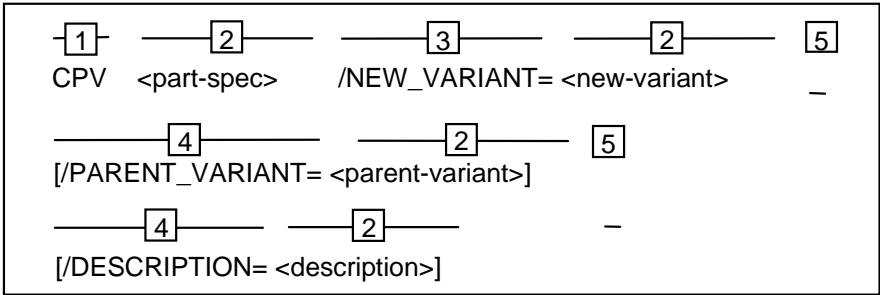 1 2 3 2 5
CPV <part-spec> /NEW_VARIANT= <new-variant> _
4 2 5
[/PARENT_VARIANT= <parent-variant>]
4 2 _
[/DESCRIPTION= <description>]